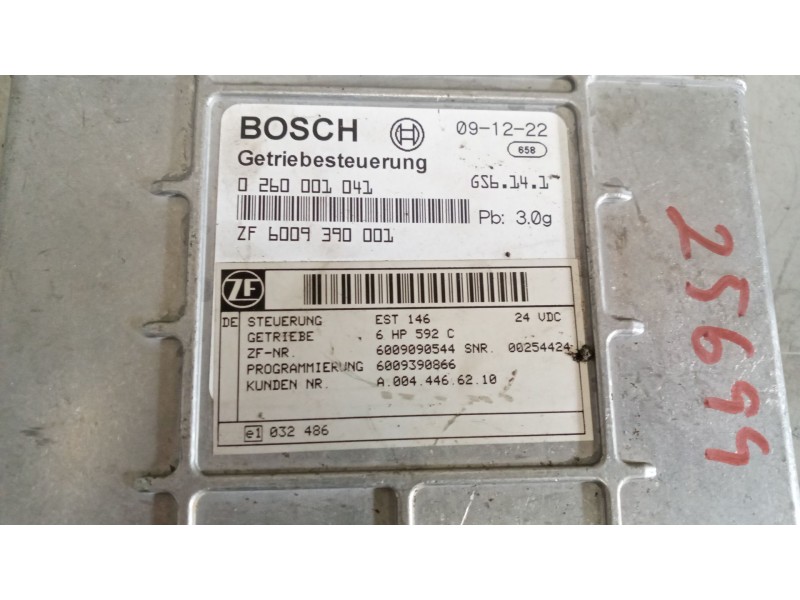 BOSCH 09-12-22
658
Getriebesteuerung
0 260 001 041 GS6.14.1
Pb: 3.0g
ZF 6009 390 001
ZF
DE STEUERUNG EST 146 24 VDC
GETRIEBE 6 HP 592 C
ZF-NR. 6009090544 SNR. 00254424
PROGRAMMIERUNG 6009390866
KUNDEN NR. A.004.446.62.10
e1 032 486
25699